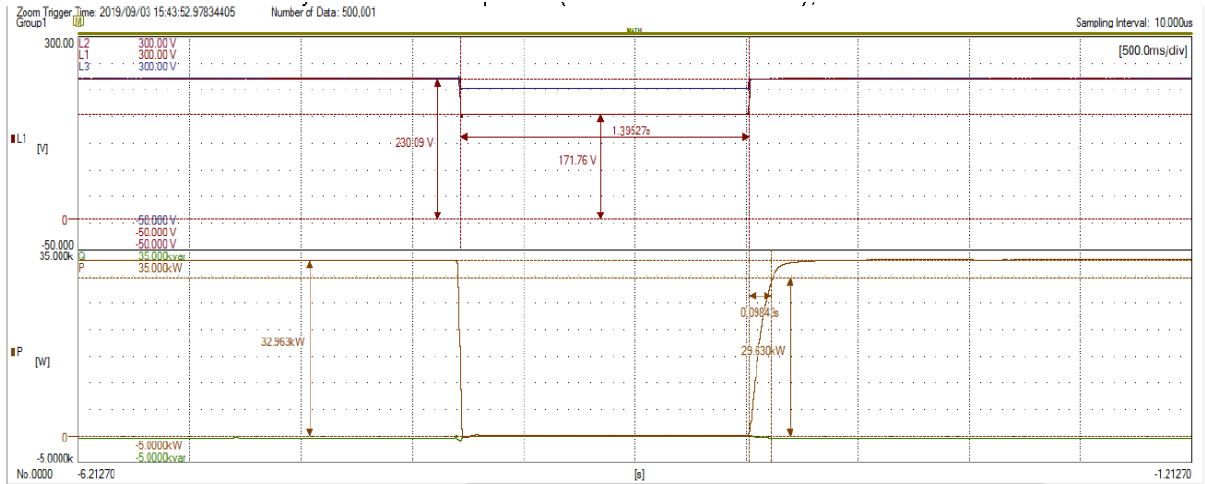 Zoom Trigger Time: 2019/09/03 15:43:52.97834405 Number of Data: 500,001
Group1 M Sampling Interval: 10.000us
MATH
300.00 L2 300.00 V [500.0ms/div]
L1 300.00 V
L3 300.00 V
1.39527s
L1 230.09 V
[V] 171.76 V
0 -50.000 V
-50.000 V
-50.000 -50.000 V
35.000k Q 35.000kvar
P 35.000kW
0.09843s
32.963kW
P 29.630kW
[W]
0
-5.0000kW
-5.0000k -5.0000kvar
No.0000 -6.21270 [s] -1.21270